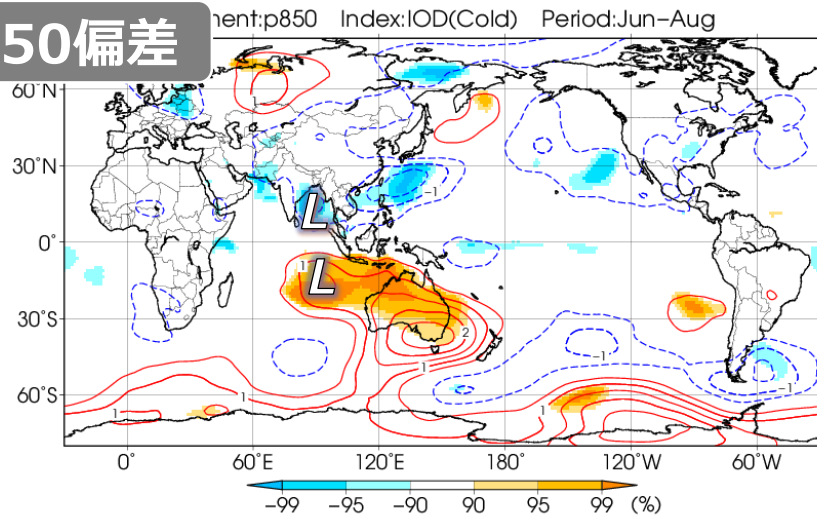 50偏差
ment:p850 Index:IOD(Cold) Period:Jun-Aug
60°N
1
30°N
-1
L
0°
1
L
30°S
2
-1
1
60°S
1
1
1
-1
0°
60°E
120°E
180°
120°W
60°W
-99
-95
-90
90
95
99
(%)